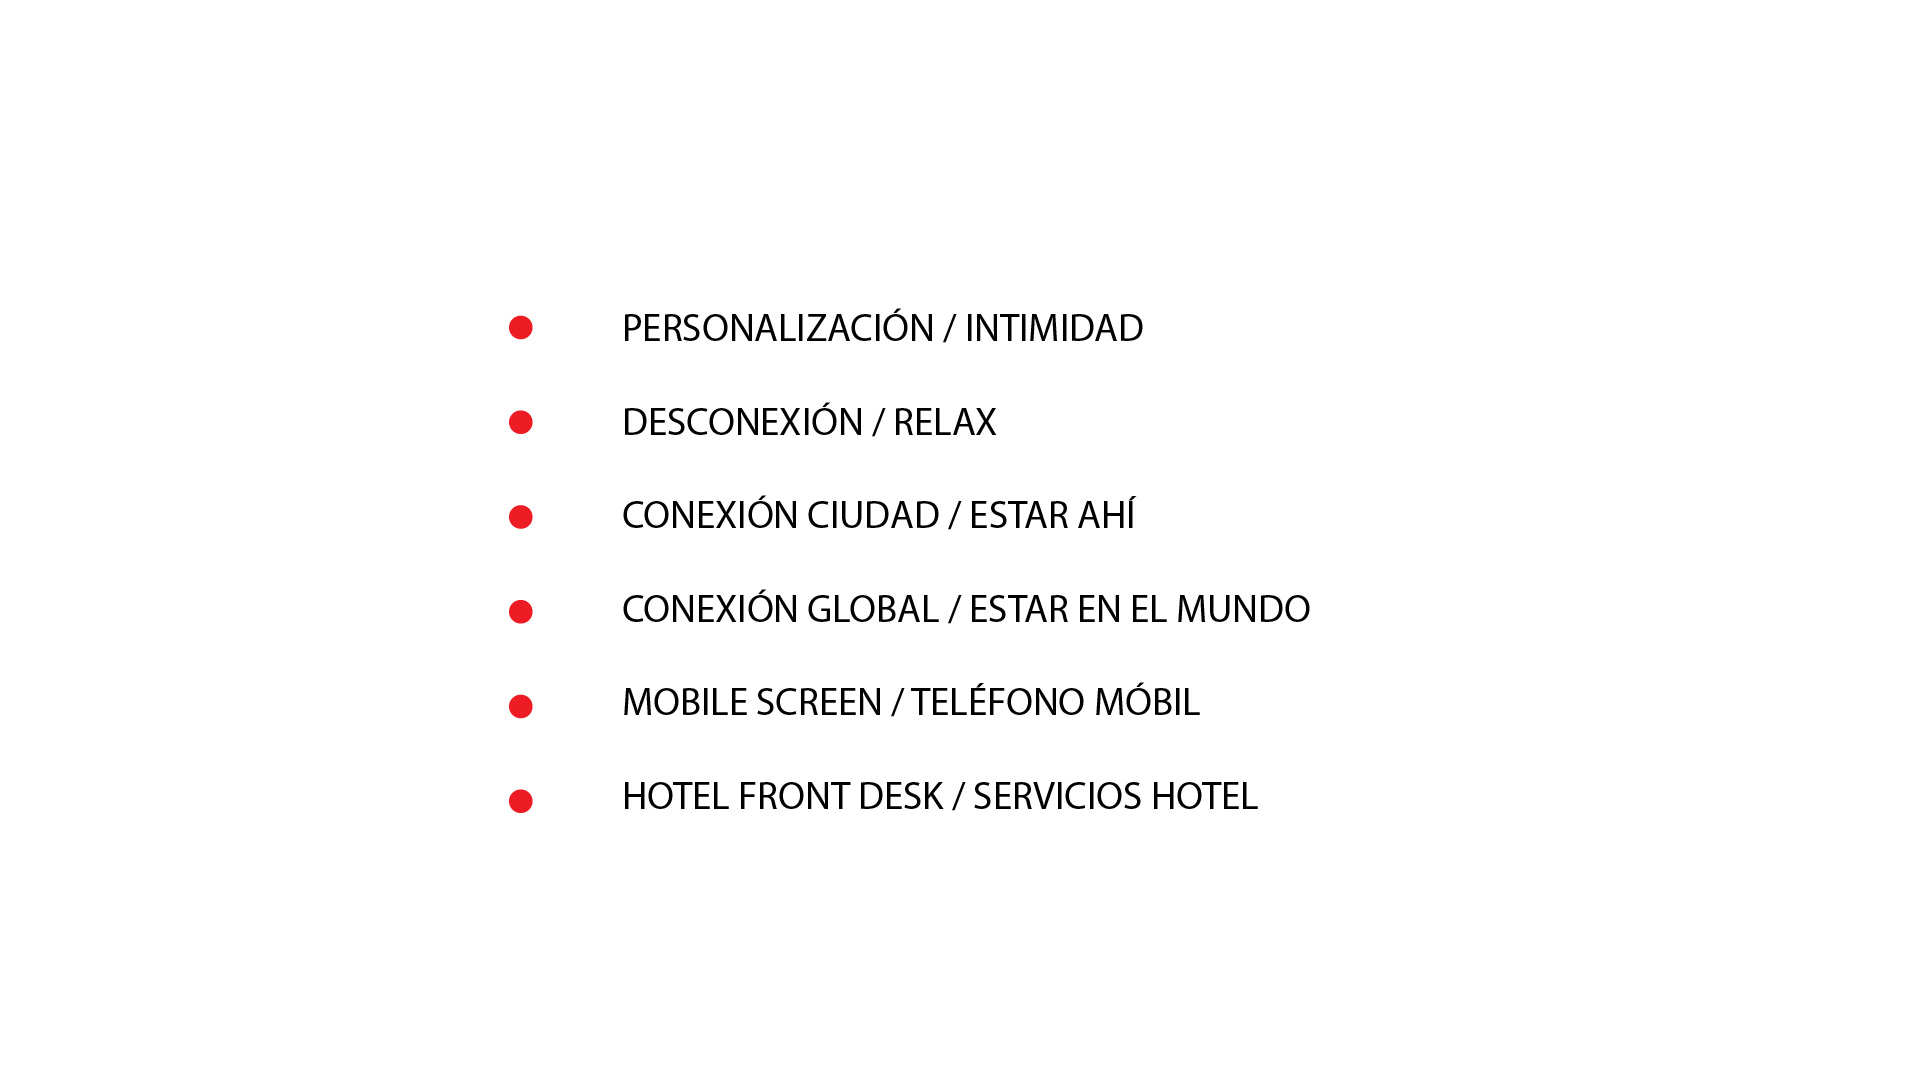 PERSONALIZACIÓN / INTIMIDAD
DESCONEXIÓN / RELAX
CONEXIÓN CIUDAD / ESTAR AHÍ
CONEXIÓN GLOBAL / ESTAR EN EL MUNDO
MOBILE SCREEN / TELÉFONO MÓBIL
HOTEL FRONT DESK / SERVICIOS HOTEL